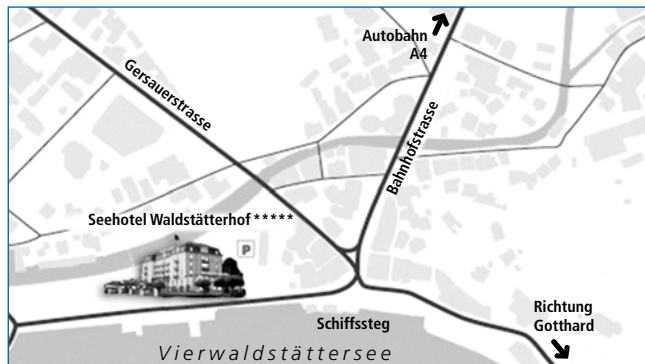 Autobahn
A4
Gersauerstrasse
Bahnhofstrasse
Seehotel Waldstätterhof *****
P
Richtung
Gotthard
Schiffssteg
Vierwaldstättersee